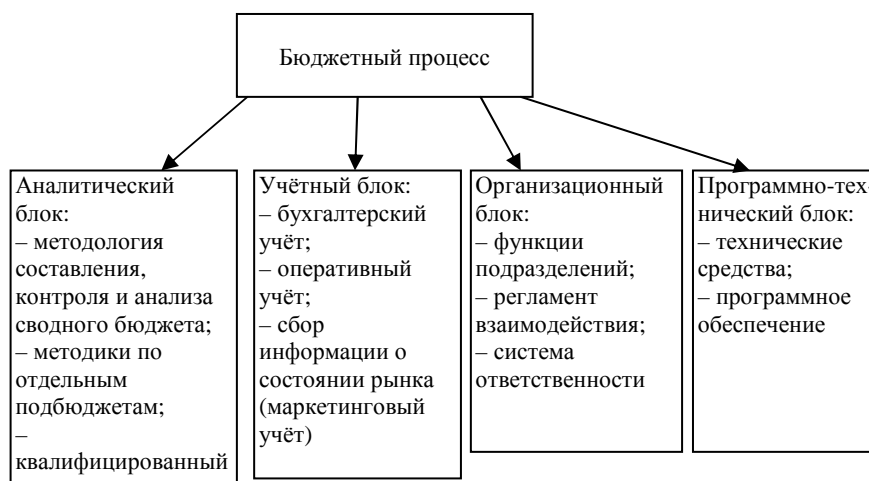 Бюджетный процесс
Аналитический
блок:
– методология
составления,
контроля и анализа
сводного бюджета;
– методики по
отдельным
подбюджетам;
–
квалифицированный
Учётный блок:
– бухгалтерский
учёт;
– оперативный
учёт;
– сбор
информации о
состоянии рынка
(маркетинговый
учёт)
Организационный
блок:
– функции
подразделений;
– регламент
взаимодействия;
– система
ответственности
Программно-тех-
нический блок:
– технические
средства;
– программное
обеспечение